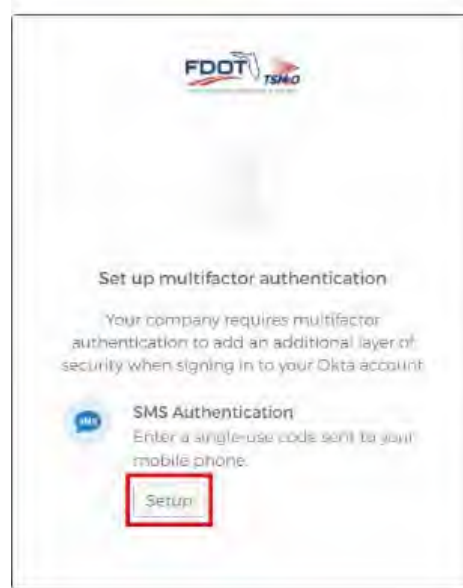 FDOT
TSM&O
Set up multifactor authentication
Your company requires multifactor
authentication to add an additional layer of
security when signing in to your Okta account
SMS
SMS Authentication
Enter a single-use code sent to your
mobile phone.
Setup